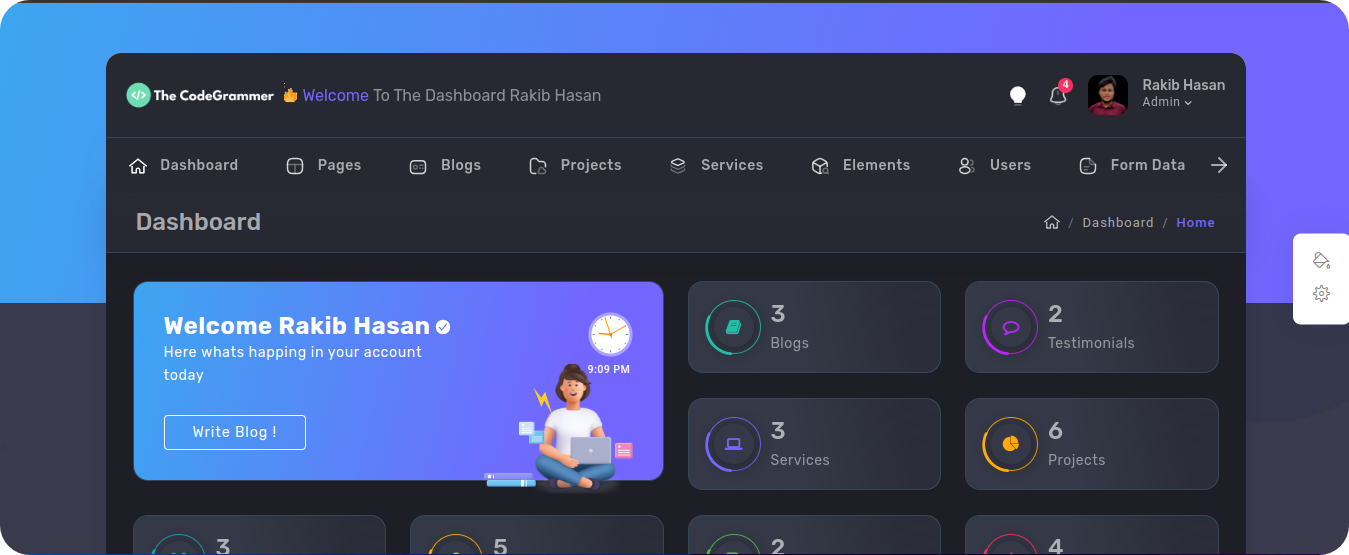 The CodeGrammer
Welcome To The Dashboard Rakib Hasan
4
Rakib Hasan
Admin
Dashboard
Pages
Blogs
Projects
Services
Elements
Users
Form Data
Dashboard
/ Dashboard / Home
Welcome Rakib Hasan
Here whats happing in your account
today
Write Blog !
9:09 PM
3
Blogs
2
Testimonials
3
Services
6
Projects
3
5
2
4